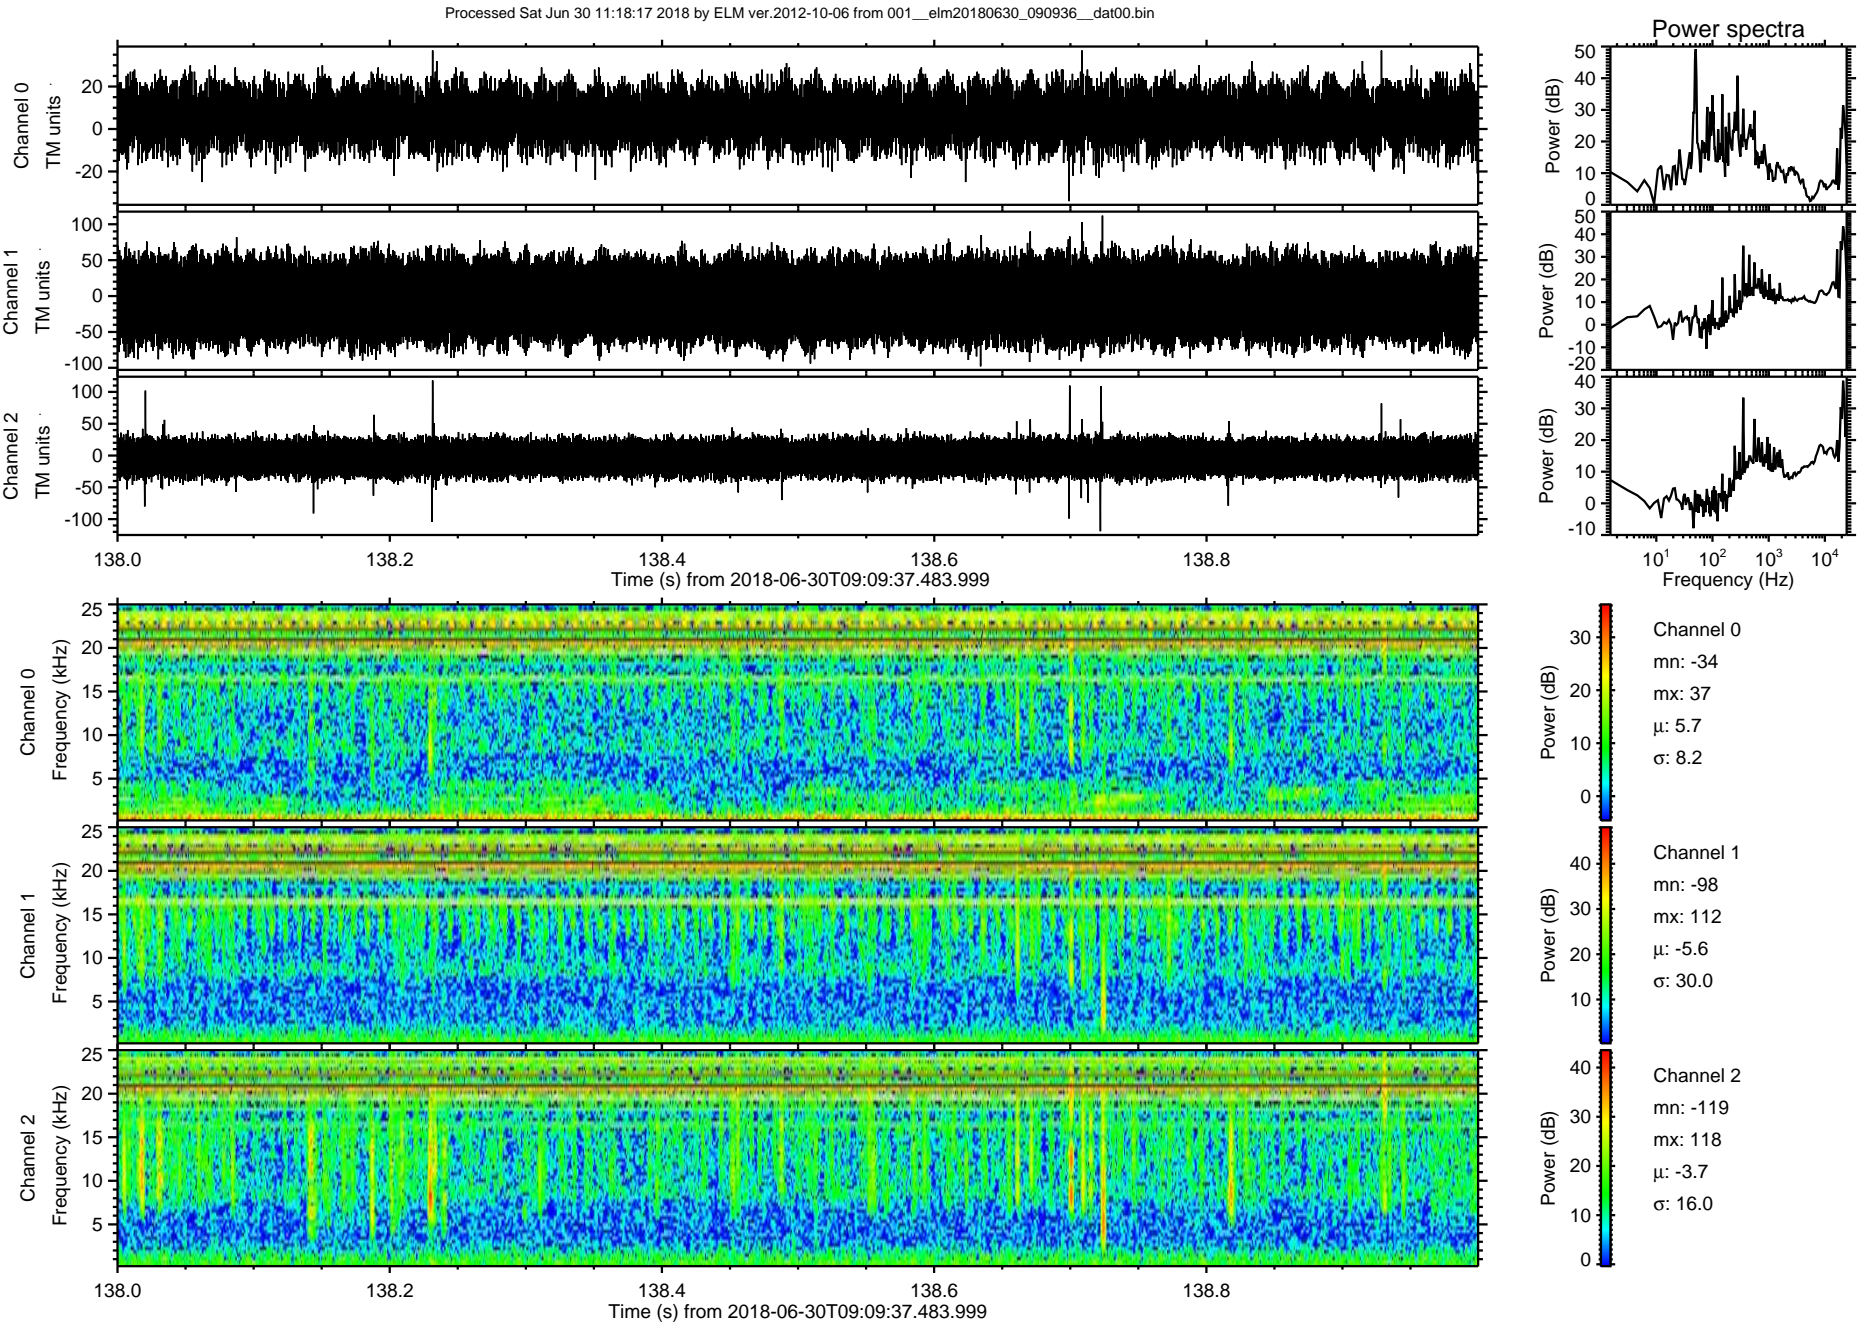 Processed Sat Jun 30 11:18:17 2018 by ELM ver.2012-10-06 from 001__elm20180630_090936__dat00.bin
Power spectra
Channel 0
TM units
20
0
-20
Power (dB)
50
40
30
20
10
0
Channel 1
TM units
100
50
0
-50
-100
Power (dB)
50
40
30
20
10
0
-10
-20
Channel 2
TM units
100
50
0
-50
-100
Power (dB)
40
30
20
10
0
-10
138.0 138.2 138.4 138.6 138.8
Time (s) from 2018-06-30T09:09:37.483.999
10¹ 10² 10³ 10⁴
Frequency (Hz)
Channel 0
Frequency (kHz)
25
20
15
10
5
Power (dB)
30
20
10
0
Channel 0
mn: -34
mx: 37
μ: 5.7
σ: 8.2
Channel 1
Frequency (kHz)
25
20
15
10
5
Power (dB)
40
30
20
10
Channel 1
mn: -98
mx: 112
μ: -5.6
σ: 30.0
Channel 2
Frequency (kHz)
25
20
15
10
5
Power (dB)
40
30
20
10
0
Channel 2
mn: -119
mx: 118
μ: -3.7
σ: 16.0
138.0 138.2 138.4 138.6 138.8
Time (s) from 2018-06-30T09:09:37.483.999